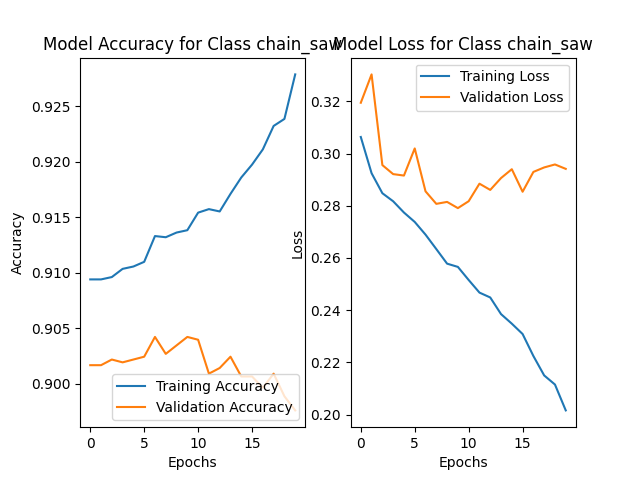 Model Accuracy for Class chain_saw
Model Loss for Class chain_saw
Accuracy
0.925
0.920
0.915
0.910
0.905
0.900
0
5
10
15
Epochs
Training Accuracy
Validation Accuracy
Loss
0.32
0.30
0.28
0.26
0.24
0.22
0.20
0
5
10
15
Epochs
Training Loss
Validation Loss